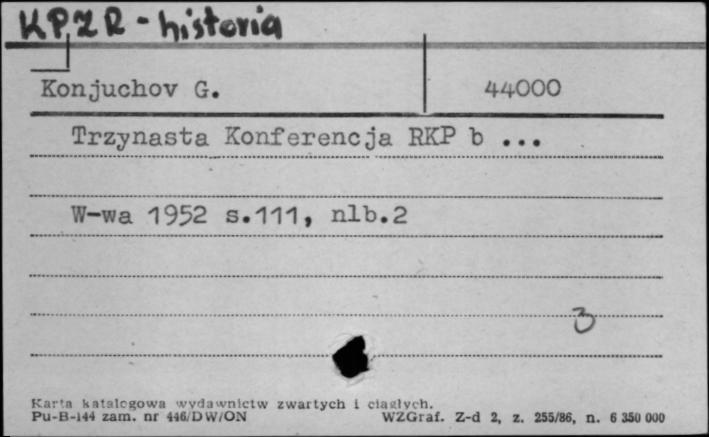 KPZR - historia
Konjuchov G. 44000
Trzynasta Konferencja RKP b ...
W-wa 1952 s.111, nlb.2
3
Karta katalogowa wydawnictw zwartych i ciągłych.
Pu-B-144 zam. nr 446/DW/ON WZGraf. Z-d 2, z. 255/86, n. 6 350 000